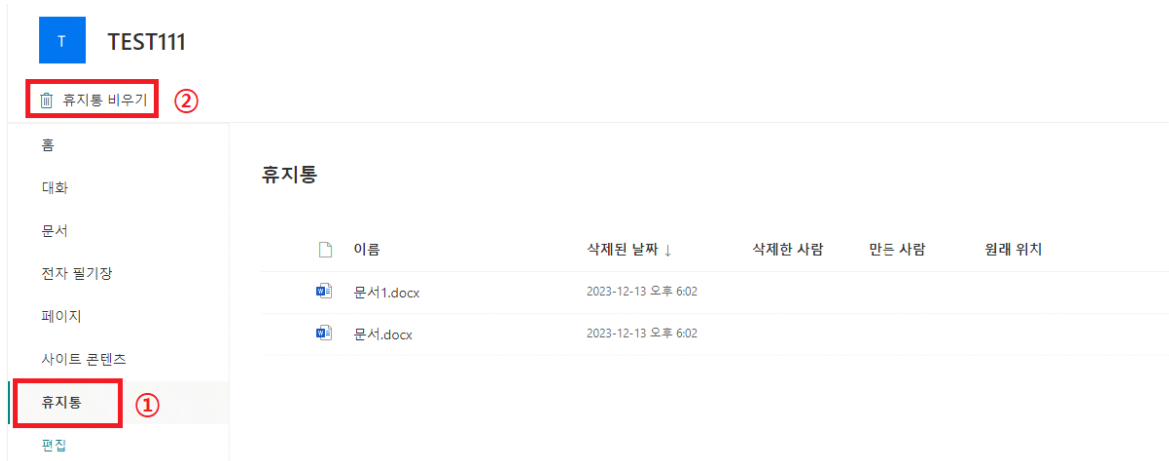 T TEST111
휴지통 비우기 ②
홈
대화
문서
전자 필기장
페이지
사이트 콘텐츠
휴지통 ①
편집
휴지통
이름 삭제된 날짜 ↓ 삭제한 사람 만든 사람 원래 위치
문서1.docx 2023-12-13 오후 6:02
문서.docx 2023-12-13 오후 6:02